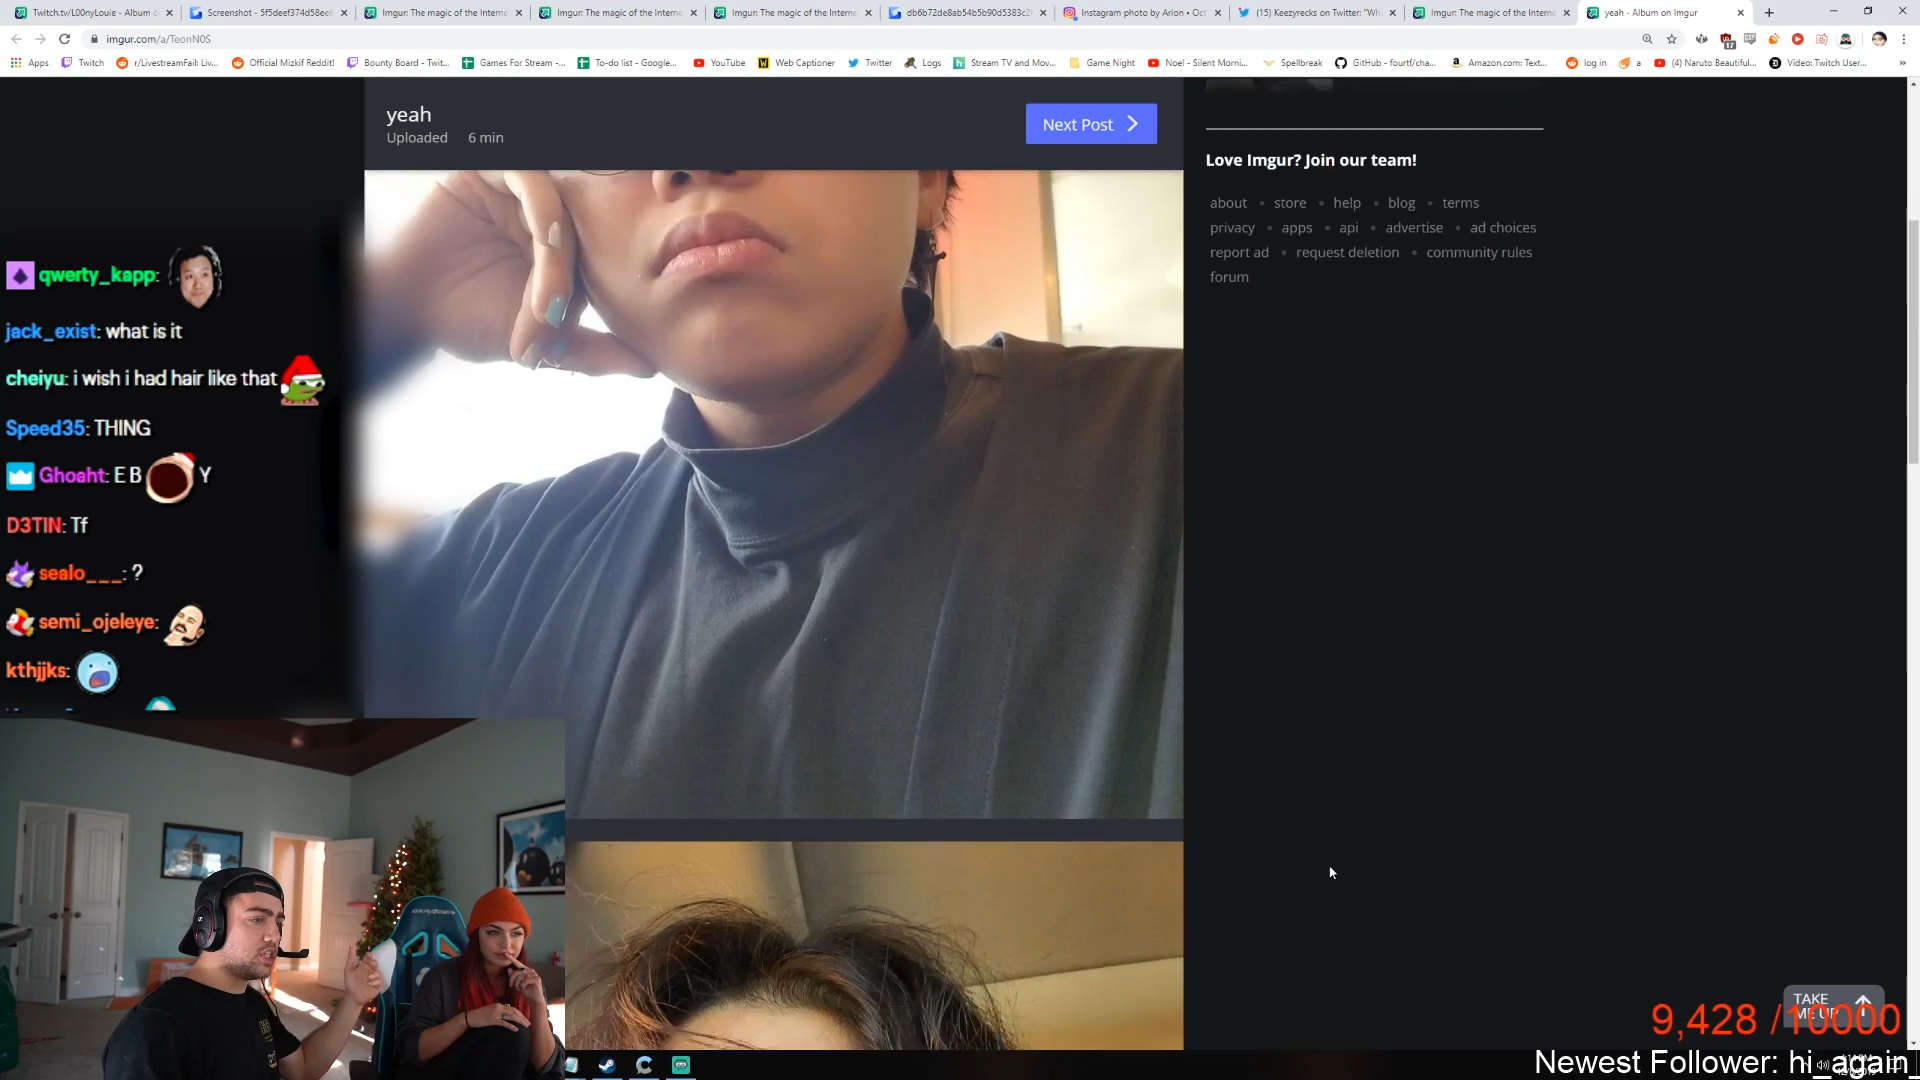 Twitch.tv/L00nyLouie - Album o
Screenshot - 5f5deef374d58ee6
Imgur: The magic of the Interne
Imgur: The magic of the Interne
Imgur: The magic of the Interne
db6b72de8ab54b5b90d5383c2
Instagram photo by Arion • Oct
(15) Keezyrecks on Twitter: "Wh
Imgur: The magic of the Interne
yeah - Album on Imgur
imgur.com/a/TeonN0S
17
Apps
Twitch
r/LivestreamFail: Liv...
Official Mizkif Reddit!
Bounty Board - Twit...
Games For Stream -...
To-do list - Google...
YouTube
Web Captioner
Twitter
Logs
Stream TV and Mov...
Game Night
Noel - Silent Morni...
Spellbreak
GitHub - fourtf/cha...
Amazon.com: Text...
log in
a
(4) Naruto Beautiful...
Video: Twitch User...
yeah
Uploaded 6 min
Next Post
Love Imgur? Join our team!
about • store • help • blog • terms
privacy • apps • api • advertise • ad choices
report ad • request deletion • community rules
forum
qwerty_kapp:
jack_exist: what is it
cheiyu: i wish i had hair like that
Speed35: THING
Ghoaht: E B Y
D3TIN: Tf
sealo___: ?
semi_ojeleye:
kthjjks:
TAKE
ME UP
9,428 /10000
Newest Follower: hi_again_